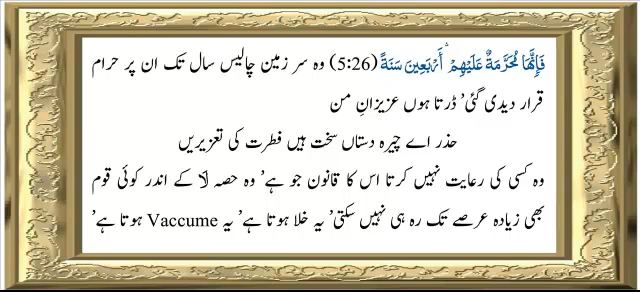 فَاِنَّهَا مُحَرَّمَةٌ عَلَيْهِمْ ۚ اَرْبَعِيْنَ سَنَةً (5:26) وہ سر زمین چالیس سال تک ان پر حرام
قرار دیدی گئی’ ڈرتا ہوں عزیزانِ من
حذر اے چیرہ دستاں سخت ہیں فطرت کی تعزیریں
وہ کسی کی رعایت نہیں کرتا اس کا قانون جو ہے’ وہ حصہ لَا کے اندر کوئی قوم
بھی زیادہ عرصے تک رہ ہی نہیں سکتی’ یہ خلا ہوتا ہے’ یہ Vaccume ہوتا ہے’